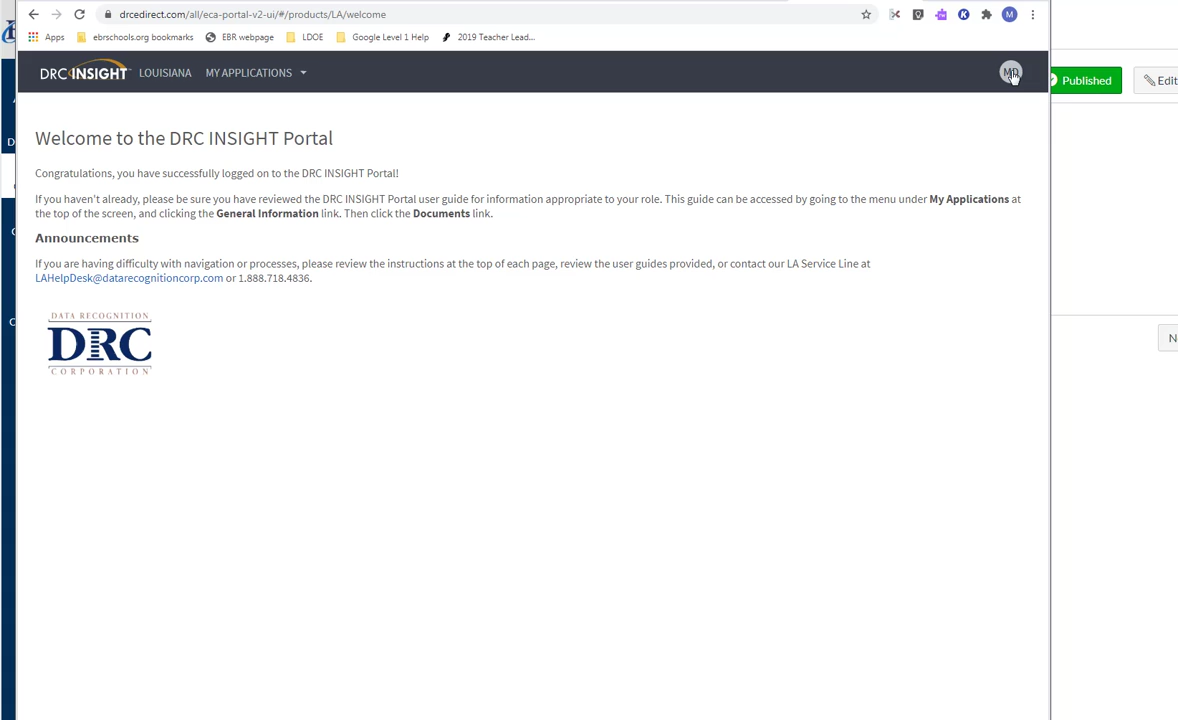 drcedirect.com/all/eca-portal-v2-ui/#/products/LA/welcome
M
Apps ebrschools.org bookmarks EBR webpage LDOE Google Level 1 Help 2019 Teacher Lead...
DRC INSIGHT LOUISIANA MY APPLICATIONS
Published Edit
Welcome to the DRC INSIGHT Portal
Congratulations, you have successfully logged on to the DRC INSIGHT Portal!
If you haven't already, please be sure you have reviewed the DRC INSIGHT Portal user guide for information appropriate to your role. This guide can be accessed by going to the menu under My Applications at
the top of the screen, and clicking the General Information link. Then click the Documents link.
Announcements
If you are having difficulty with navigation or processes, please review the instructions at the top of each page, review the user guides provided, or contact our LA Service Line at
LAHelpDesk@datarecognitioncorp.com or 1.888.718.4836.
DATA RECOGNITION
DRC
CORPORATION